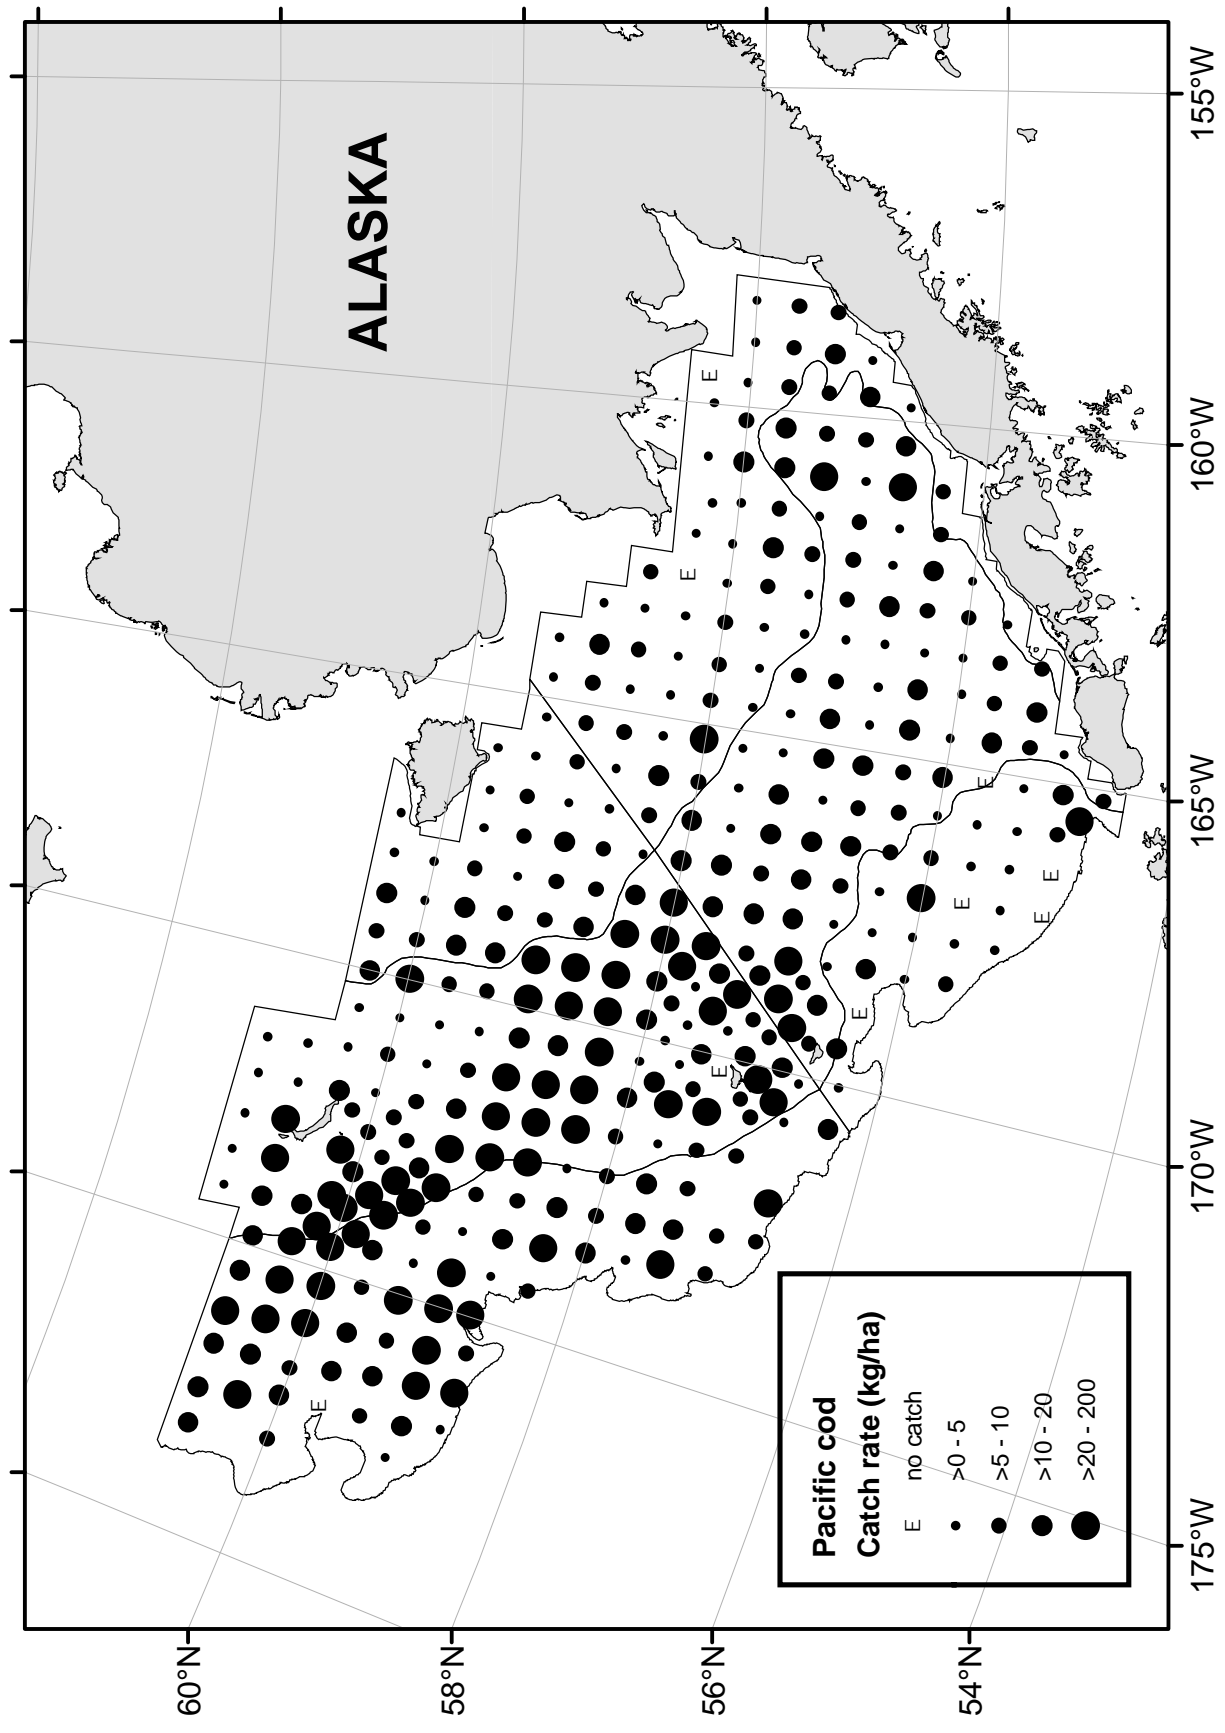 ALASKA
E
E
E
E
E
E
E
E
E
Pacific cod
Catch rate (kg/ha)
E no catch
>0 - 5
>5 - 10
>10 - 20
>20 - 200
60°N
58°N
56°N
54°N
175°W
170°W
165°W
160°W
155°W